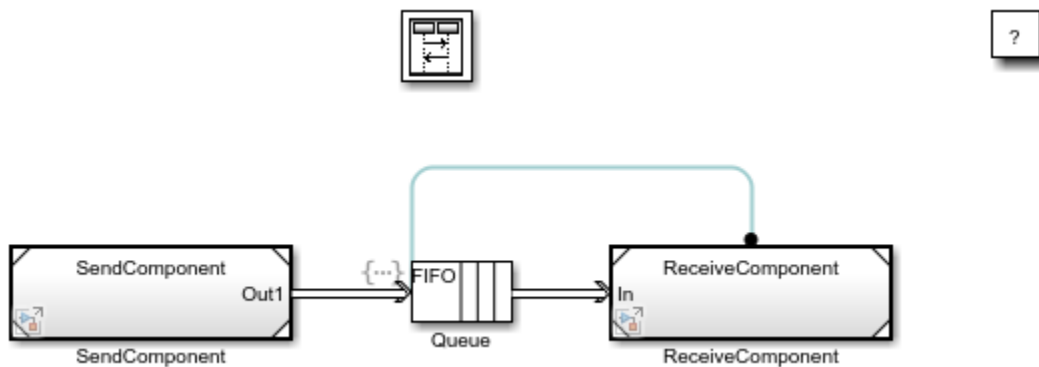 ?
SendComponent
Out1
{...}
FIFO
ReceiveComponent
In
SendComponent
Queue
ReceiveComponent